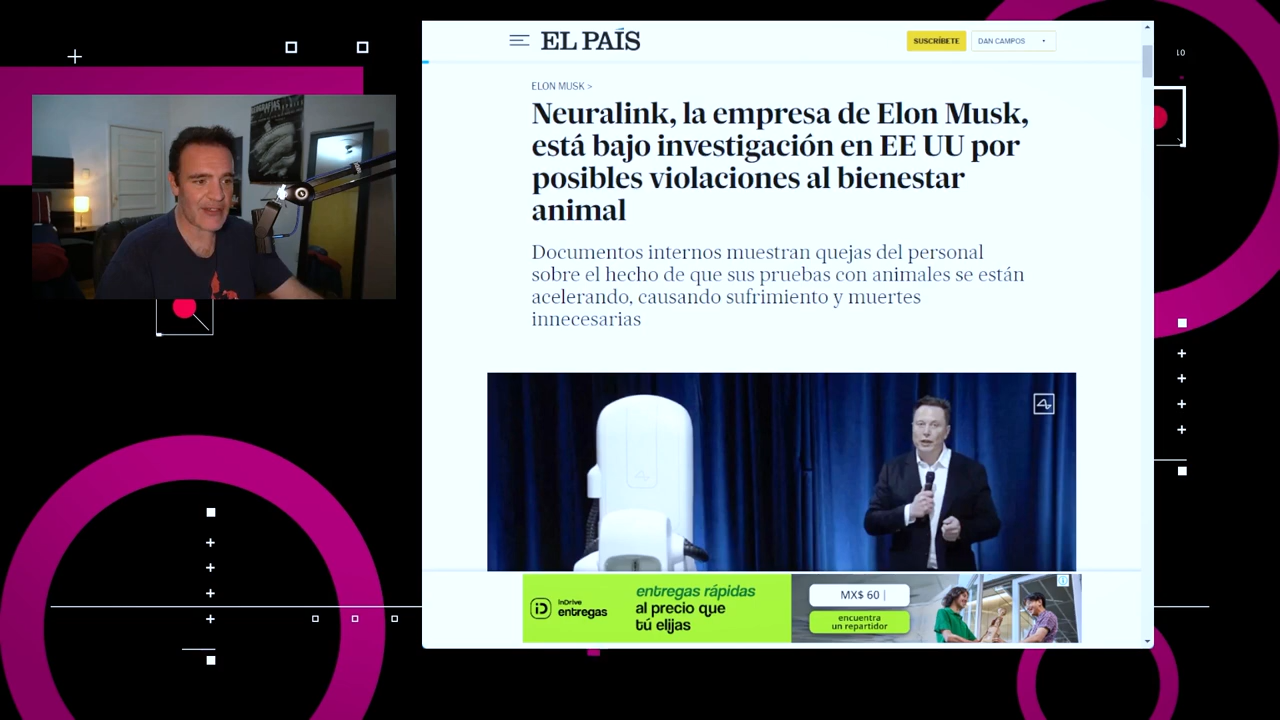 EL PAÍS
SUSCRÍBETE
DAN CAMPOS
ELON MUSK >
Neuralink, la empresa de Elon Musk,
está bajo investigación en EE UU por
posibles violaciones al bienestar
animal
Documentos internos muestran quejas del personal
sobre el hecho de que sus pruebas con animales se están
acelerando, causando sufrimiento y muertes
innecesarias
inDrive
entregas
entregas rápidas
al precio que
tú elijas
MX$ 60 |
encuentra
un repartidor